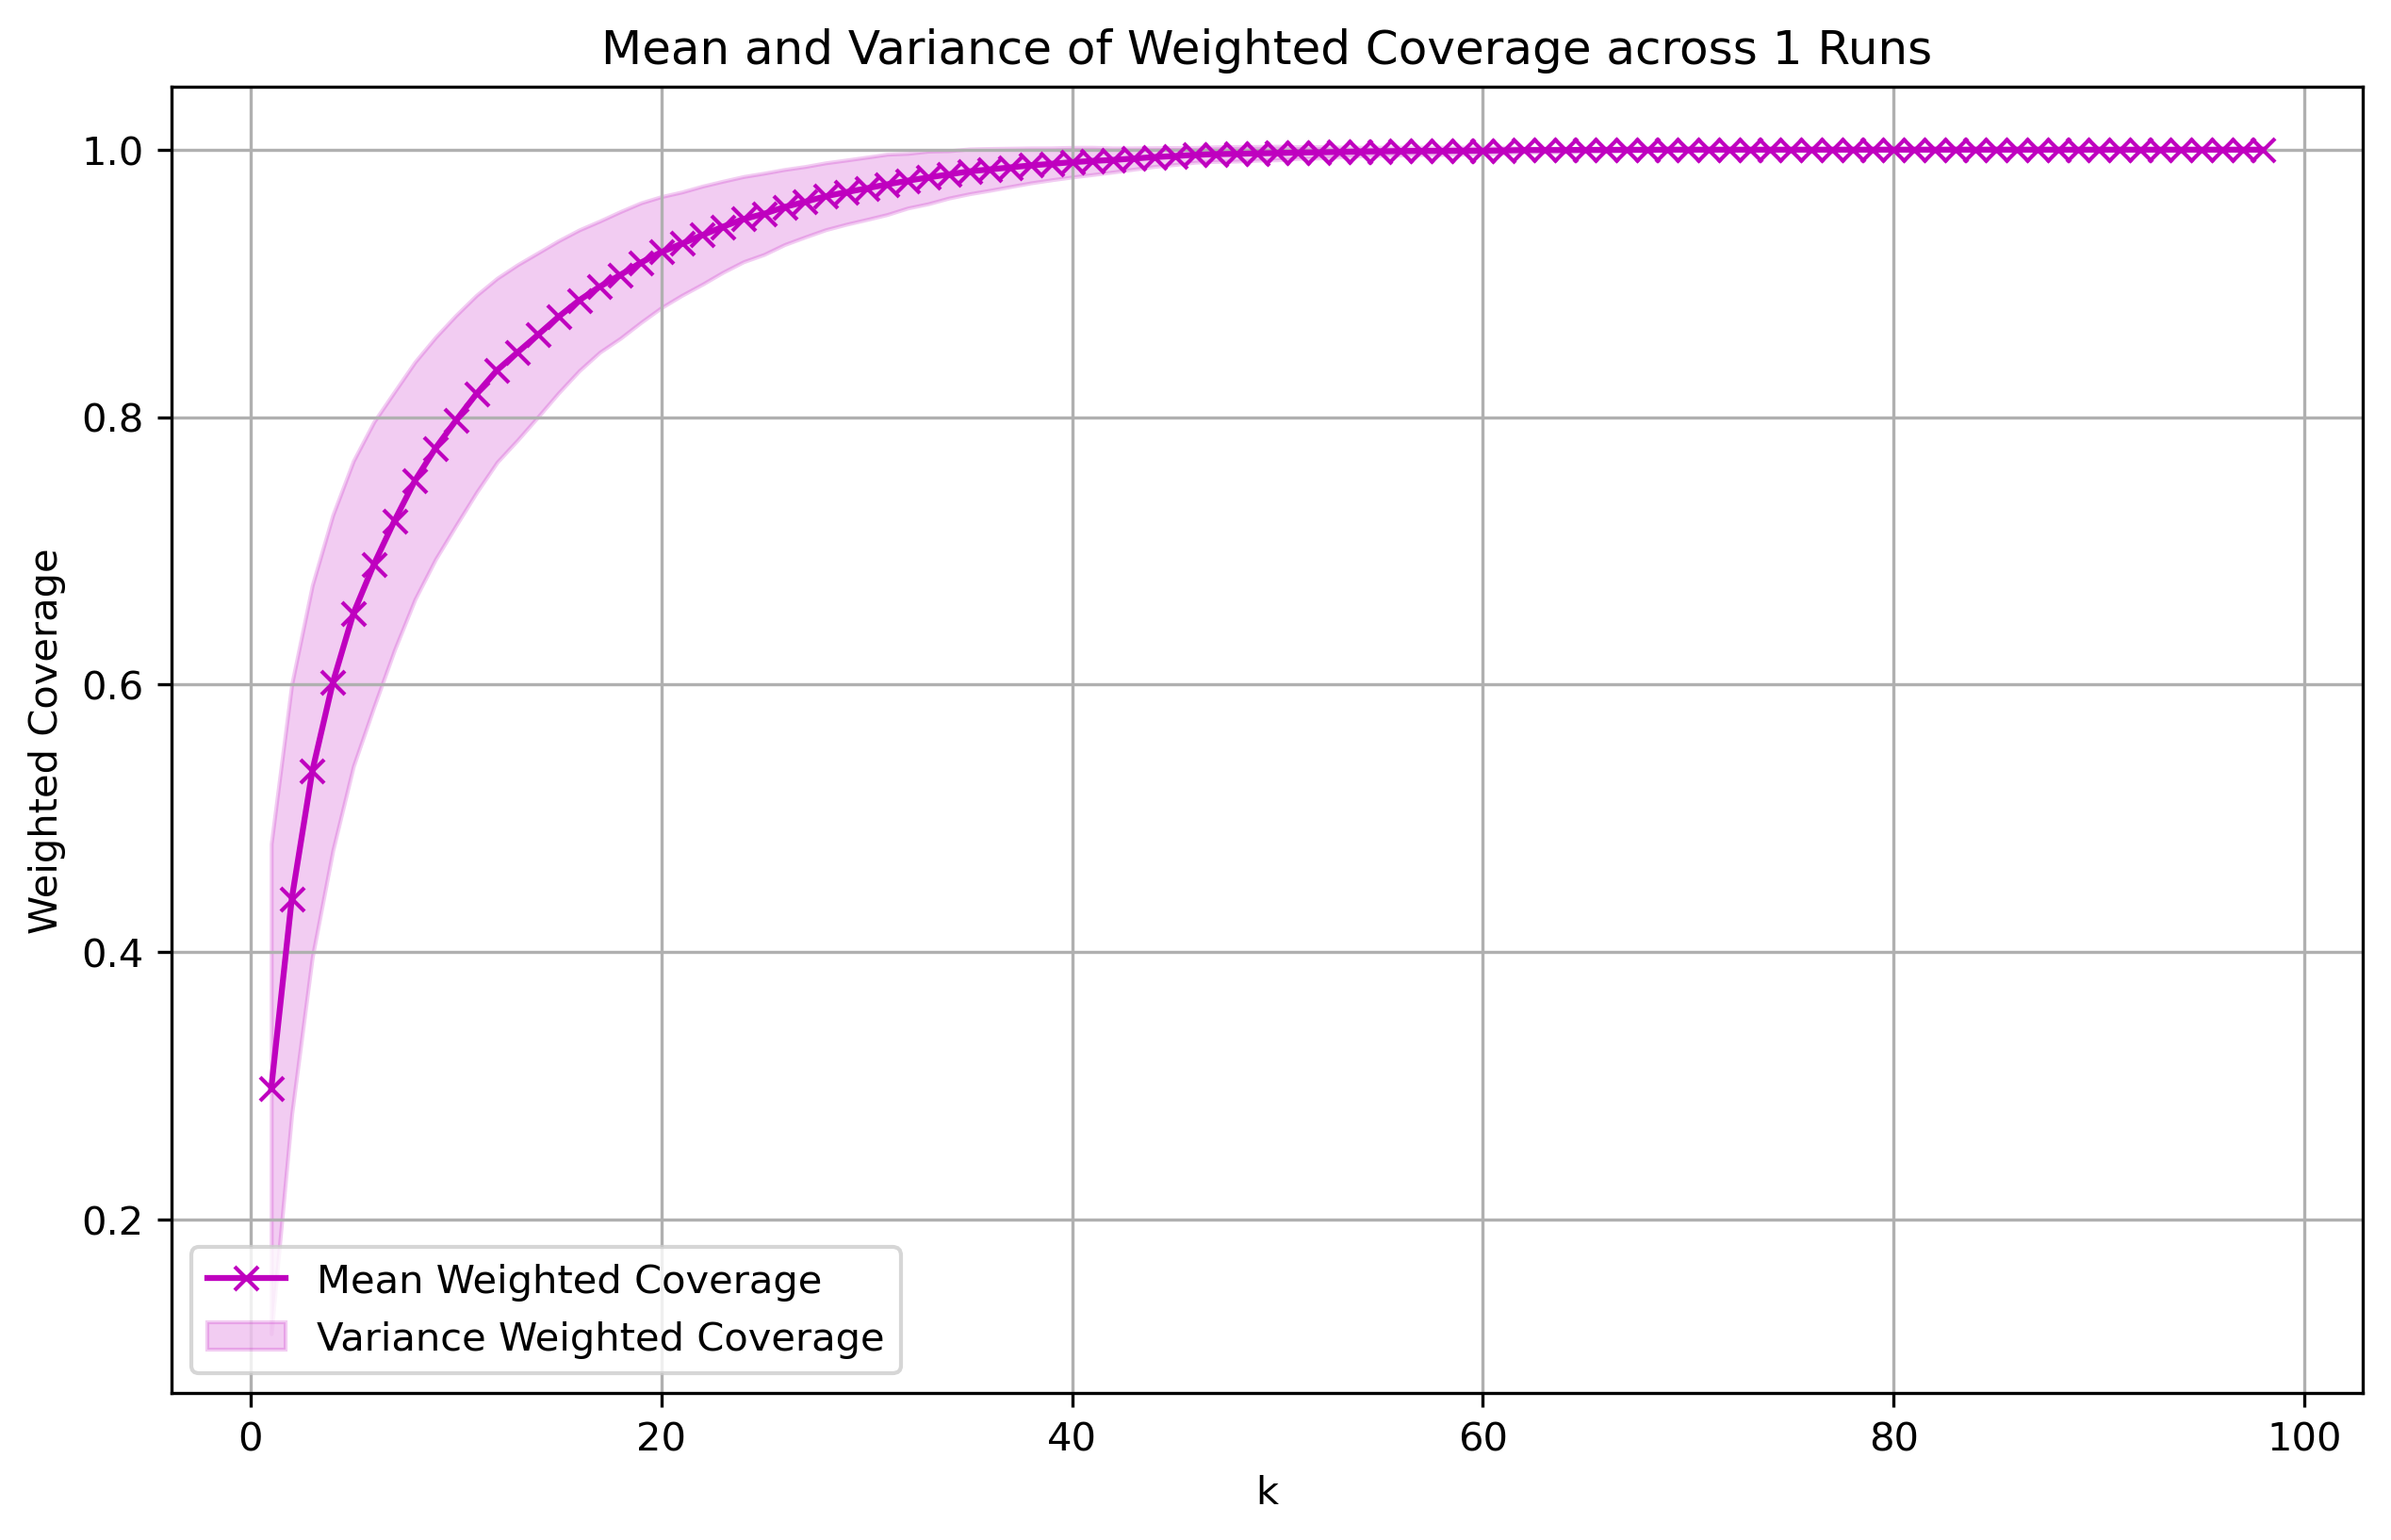 Mean and Variance of Weighted Coverage across 1 Runs
1.0
0.8
0.6
0.4
0.2
Weighted Coverage
Mean Weighted Coverage
Variance Weighted Coverage
0 20 40 60 80 100
k